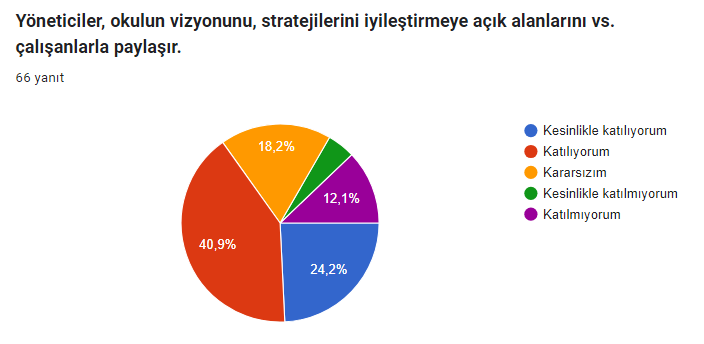 Yöneticiler, okulun vizyonunu, stratejilerini iyileştirmeye açık alanlarını vs.
çalışanlarla paylaşır.
66 yanıt
Kesinlikle katılıyorum
Katılıyorum
Kararsızım
Kesinlikle katılmıyorum
Katılmıyorum
18,2%
12,1%
40,9%
24,2%